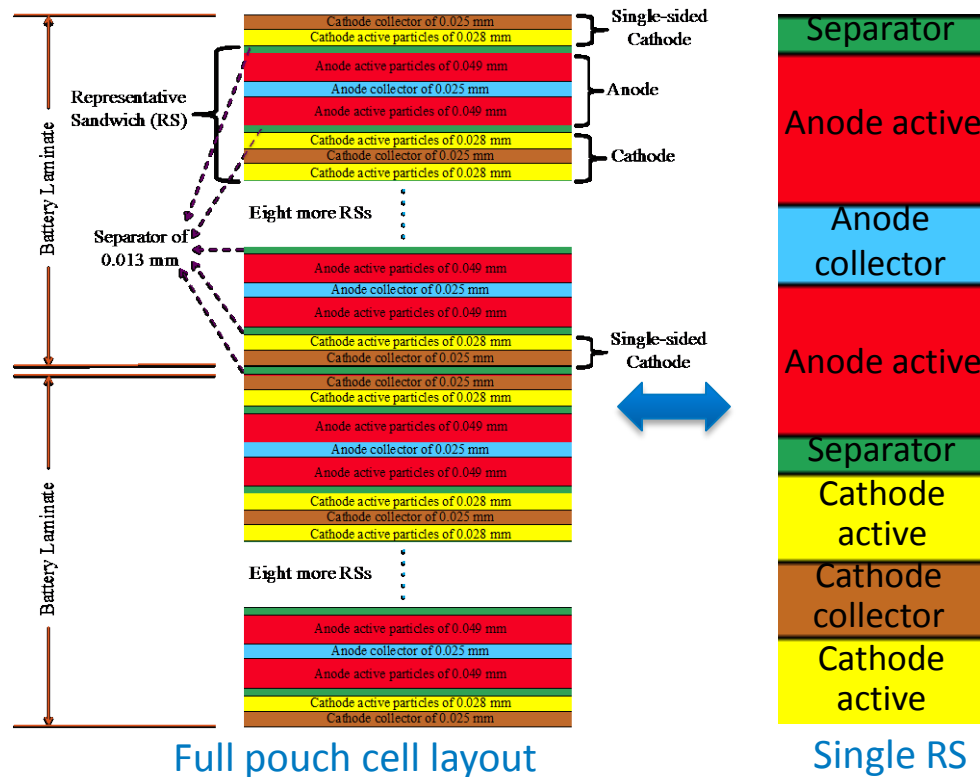 Cathode collector of 0.025 mm
Cathode active particles of 0.028 mm
Single-sided
Cathode
Anode active particles of 0.049 mm
Anode collector of 0.025 mm
Anode active particles of 0.049 mm
Anode
Representative
Sandwich (RS)
Cathode active particles of 0.028 mm
Cathode collector of 0.025 mm
Cathode active particles of 0.028 mm
Cathode
Battery Laminate
Eight more RSs
Separator of
0.013 mm
Anode active particles of 0.049 mm
Anode collector of 0.025 mm
Anode active particles of 0.049 mm
Cathode active particles of 0.028 mm
Cathode collector of 0.025 mm
Single-sided
Cathode
Cathode collector of 0.025 mm
Cathode active particles of 0.028 mm
Anode active particles of 0.049 mm
Anode collector of 0.025 mm
Anode active particles of 0.049 mm
Cathode active particles of 0.028 mm
Cathode collector of 0.025 mm
Cathode active particles of 0.028 mm
Battery Laminate
Eight more RSs
Anode active particles of 0.049 mm
Anode collector of 0.025 mm
Anode active particles of 0.049 mm
Cathode active particles of 0.028 mm
Cathode collector of 0.025 mm
Full pouch cell layout
Separator
Anode active
Anode
collector
Anode active
Separator
Cathode
active
Cathode
collector
Cathode
active
Single RS